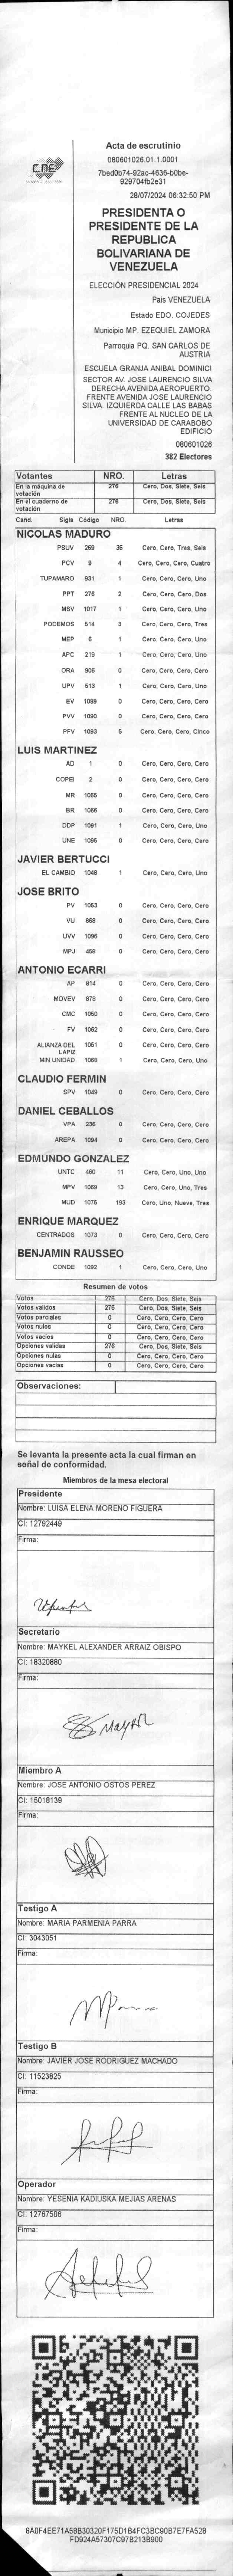 CNE
Acta de escrutinio
080601026.01.1.0001
7bed0b74-92ac-4636-b0be-
929704fb2e31
28/07/2024 06:32:50 PM
PRESIDENTA O
PRESIDENTE DE LA
REPUBLICA
BOLIVARIANA DE
VENEZUELA
ELECCIÓN PRESIDENCIAL 2024
Pais VENEZUELA
Estado EDO. COJEDES
Municipio MP. EZEQUIEL ZAMORA
Parroquia PQ. SAN CARLOS DE
AUSTRIA
ESCUELA GRANJA ANIBAL DOMINICI
SECTOR AV. JOSE LAURENCIO SILVA
DERECHA AVENIDA AEROPUERTO.
FRENTE AVENIDA JOSE LAURENCIO
SILVA. IZQUIERDA CALLE LAS BABAS
FRENTE AL NUCLEO DE LA
UNIVERSIDAD DE CARABOBO
EDIFICIO
080601026
382 Electores
Votantes NRO. Letras
En la máquina de votación 276 Cero, Dos, Siete, Seis
En el cuaderno de votación 276 Cero, Dos, Siete, Seis
Cand. Sigla Código NRO. Letras
NICOLAS MADURO
PSUV 269 36 Cero, Cero, Tres, Seis
PCV 9 4 Cero, Cero, Cero, Cuatro
TUPAMARO 931 1 Cero, Cero, Cero, Uno
PPT 276 2 Cero, Cero, Cero, Dos
MSV 1017 1 Cero, Cero, Cero, Uno
PODEMOS 514 3 Cero, Cero, Cero, Tres
MEP 6 1 Cero, Cero, Cero, Uno
APC 219 1 Cero, Cero, Cero, Uno
ORA 906 0 Cero, Cero, Cero, Cero
UPV 513 1 Cero, Cero, Cero, Uno
EV 1089 0 Cero, Cero, Cero, Cero
PVV 1090 0 Cero, Cero, Cero, Cero
PFV 1093 5 Cero, Cero, Cero, Cinco
LUIS MARTINEZ
AD 1 0 Cero, Cero, Cero, Cero
COPEI 2 0 Cero, Cero, Cero, Cero
MR 1065 0 Cero, Cero, Cero, Cero
BR 1066 0 Cero, Cero, Cero, Cero
DDP 1091 1 Cero, Cero, Cero, Uno
UNE 1095 0 Cero, Cero, Cero, Cero
JAVIER BERTUCCI
EL CAMBIO 1048 1 Cero, Cero, Cero, Uno
JOSE BRITO
PV 1053 0 Cero, Cero, Cero, Cero
VU 868 0 Cero, Cero, Cero, Cero
UVV 1096 0 Cero, Cero, Cero, Cero
MPJ 458 0 Cero, Cero, Cero, Cero
ANTONIO ECARRI
AP 814 0 Cero, Cero, Cero, Cero
MOVEV 878 0 Cero, Cero, Cero, Cero
CMC 1050 0 Cero, Cero, Cero, Cero
FV 1062 0 Cero, Cero, Cero, Cero
ALIANZA DEL LAPIZ 1051 0 Cero, Cero, Cero, Cero
MIN UNIDAD 1068 1 Cero, Cero, Cero, Uno
CLAUDIO FERMIN
SPV 1049 0 Cero, Cero, Cero, Cero
DANIEL CEBALLOS
VPA 236 0 Cero, Cero, Cero, Cero
AREPA 1094 0 Cero, Cero, Cero, Cero
EDMUNDO GONZALEZ
UNTC 460 11 Cero, Cero, Uno, Uno
MPV 1069 13 Cero, Cero, Uno, Tres
MUD 1075 193 Cero, Uno, Nueve, Tres
ENRIQUE MARQUEZ
CENTRADOS 1073 0 Cero, Cero, Cero, Cero
BENJAMIN RAUSSEO
CONDE 1092 1 Cero, Cero, Cero, Uno
Resumen de votos
Votos 276 Cero, Dos, Siete, Seis
Votos validos 276 Cero, Dos, Siete, Seis
Votos parciales 0 Cero, Cero, Cero, Cero
Votos nulos 0 Cero, Cero, Cero, Cero
Votos vacios 0 Cero, Cero, Cero, Cero
Opciones validas 276 Cero, Dos, Siete, Seis
Opciones nulas 0 Cero, Cero, Cero, Cero
Opciones vacias 0 Cero, Cero, Cero, Cero
Observaciones:
Se levanta la presente acta la cual firman en
señal de conformidad.
Miembros de la mesa electoral
Presidente
Nombre: LUISA ELENA MORENO FIGUERA
CI: 12792449
Firma:
Secretario
Nombre: MAYKEL ALEXANDER ARRAIZ OBISPO
CI: 18320880
Firma:
Miembro A
Nombre: JOSE ANTONIO OSTOS PEREZ
CI: 15018139
Firma:
Testigo A
Nombre: MARIA PARMENIA PARRA
CI: 3043051
Firma:
Testigo B
Nombre: JAVIER JOSE RODRIGUEZ MACHADO
CI: 11523825
Firma:
Operador
Nombre: YESENIA KADIUSKA MEJIAS ARENAS
CI: 12767506
Firma:
8A0F4EE71A58B30320F175D1B4FC3BC90B7E7FA528
FD924A57307C97B213B900